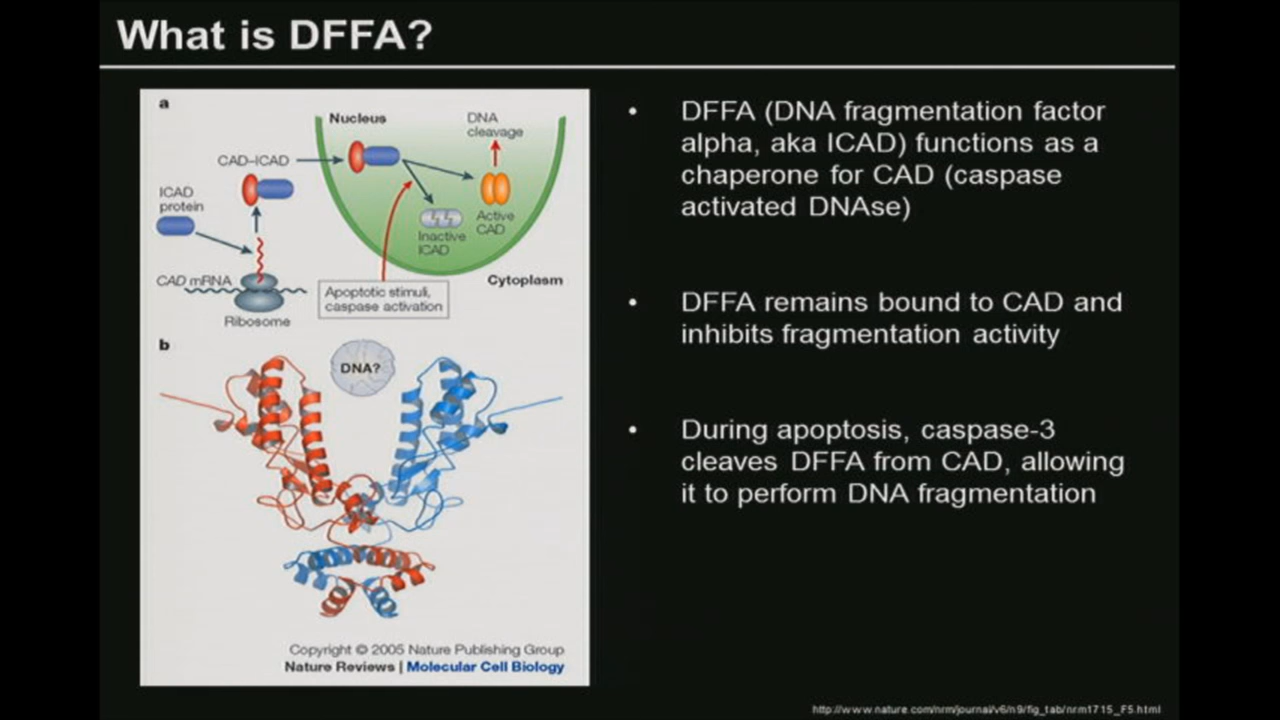 What is DFFA?
a
Nucleus
DNA
cleavage
CAD–ICAD
ICAD
protein
Active
CAD
Inactive
ICAD
CAD mRNA
Cytoplasm
Apoptotic stimuli,
caspase activation
Ribosome
b
DNA?
Copyright © 2005 Nature Publishing Group
Nature Reviews | Molecular Cell Biology
• DFFA (DNA fragmentation factor
alpha, aka ICAD) functions as a
chaperone for CAD (caspase
activated DNAse)
• DFFA remains bound to CAD and
inhibits fragmentation activity
• During apoptosis, caspase-3
cleaves DFFA from CAD, allowing
it to perform DNA fragmentation
http://www.nature.com/nrm/journal/v6/n9/fig_tab/nrm1715_F5.html